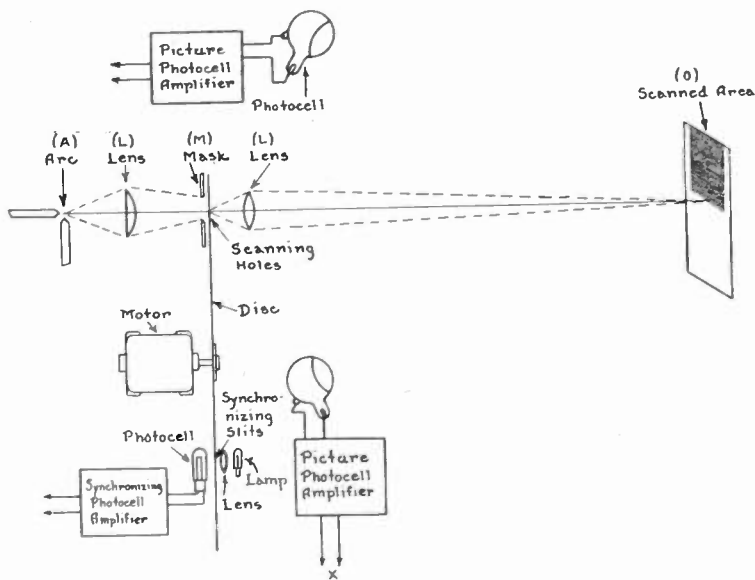 Picture
Photocell
Amplifier
Photocell
(O)
Scanned Area
(A)
Arc
(L)
Lens
(M)
Mask
(L)
Lens
Scanning
Holes
Disc
Motor
Synchro-
nizing
Slits
Photocell
Lamp
Lens
Synchronizing
Photocell
Amplifier
Picture
Photocell
Amplifier
X